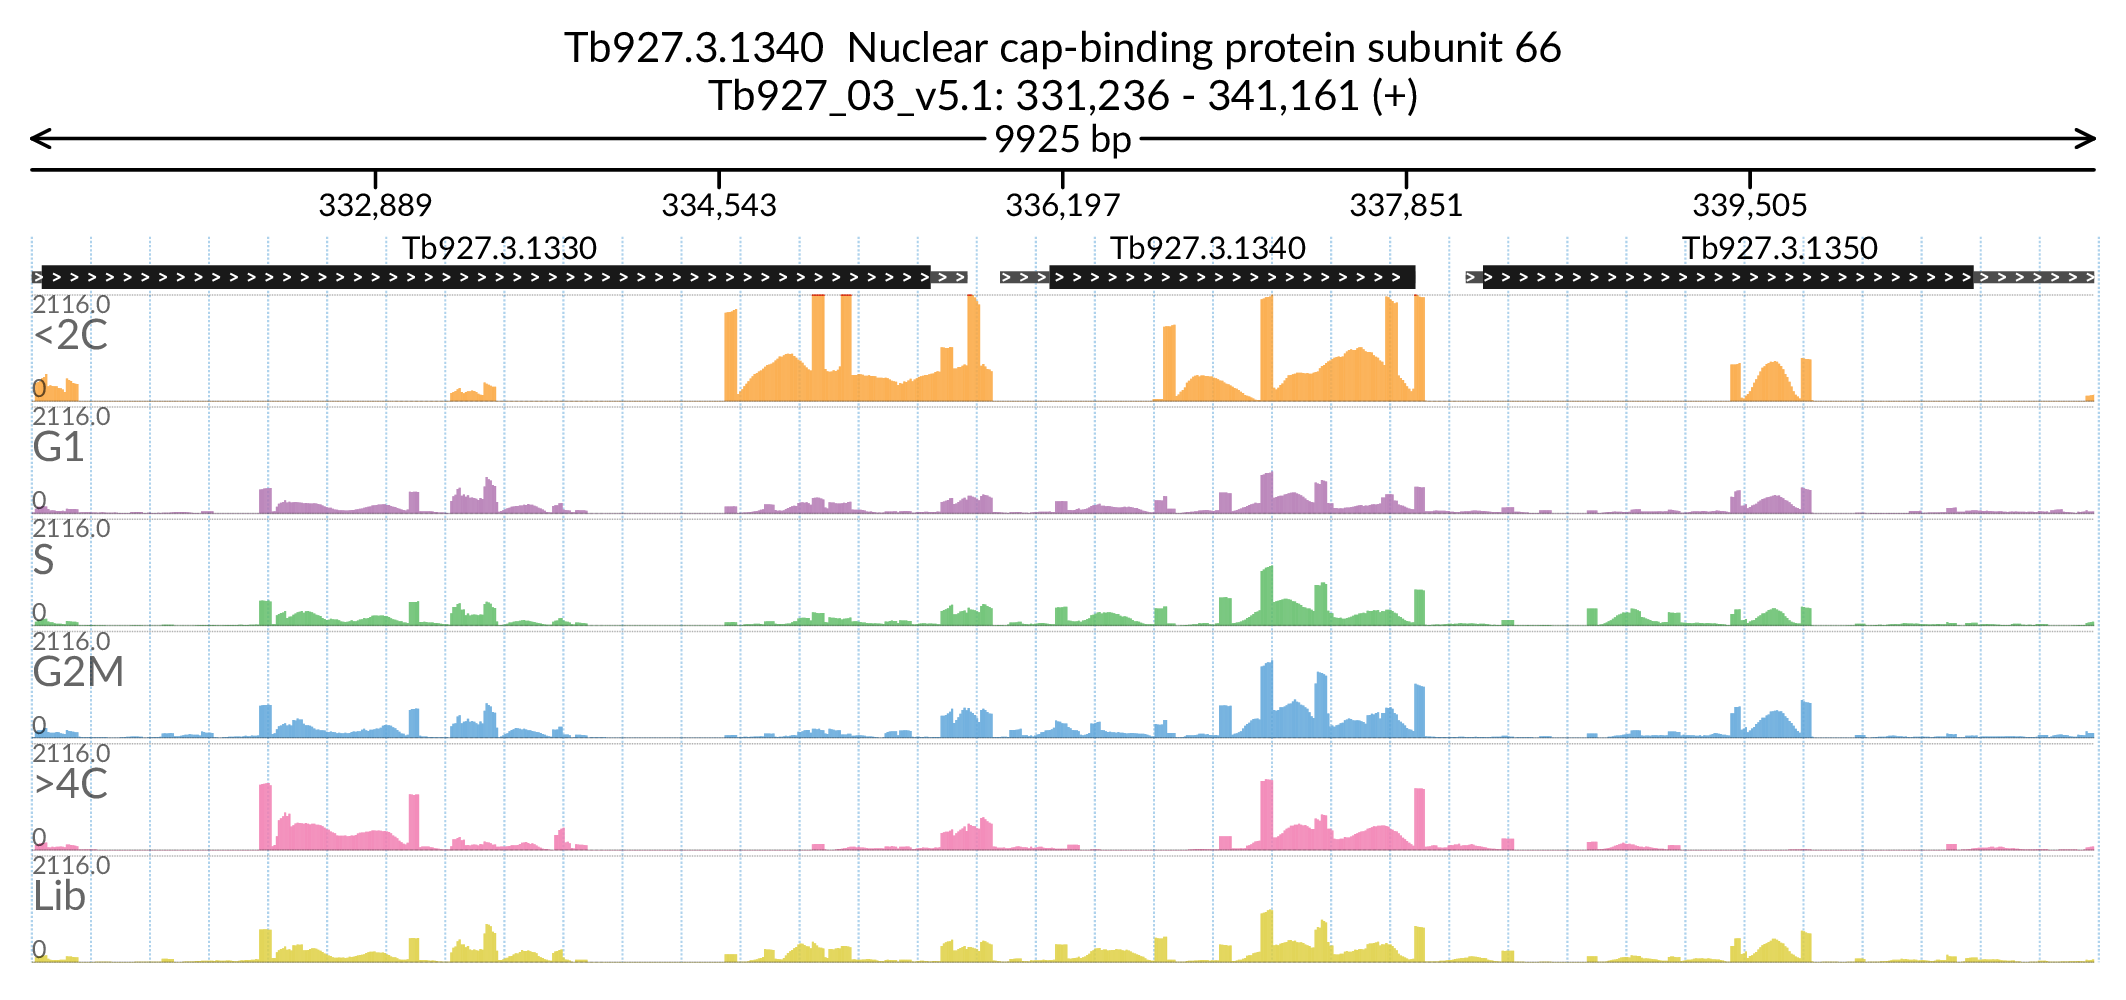 Tb927.3.1340  Nuclear cap-binding protein subunit 66
Tb927_03_v5.1: 331,236 - 341,161 (+)
9925 bp
332,889 334,543 336,197 337,851 339,505
Tb927.3.1330 Tb927.3.1340 Tb927.3.1350
2116.0
<2C
0
2116.0
G1
0
2116.0
S
0
2116.0
G2M
0
2116.0
>4C
0
2116.0
Lib
0